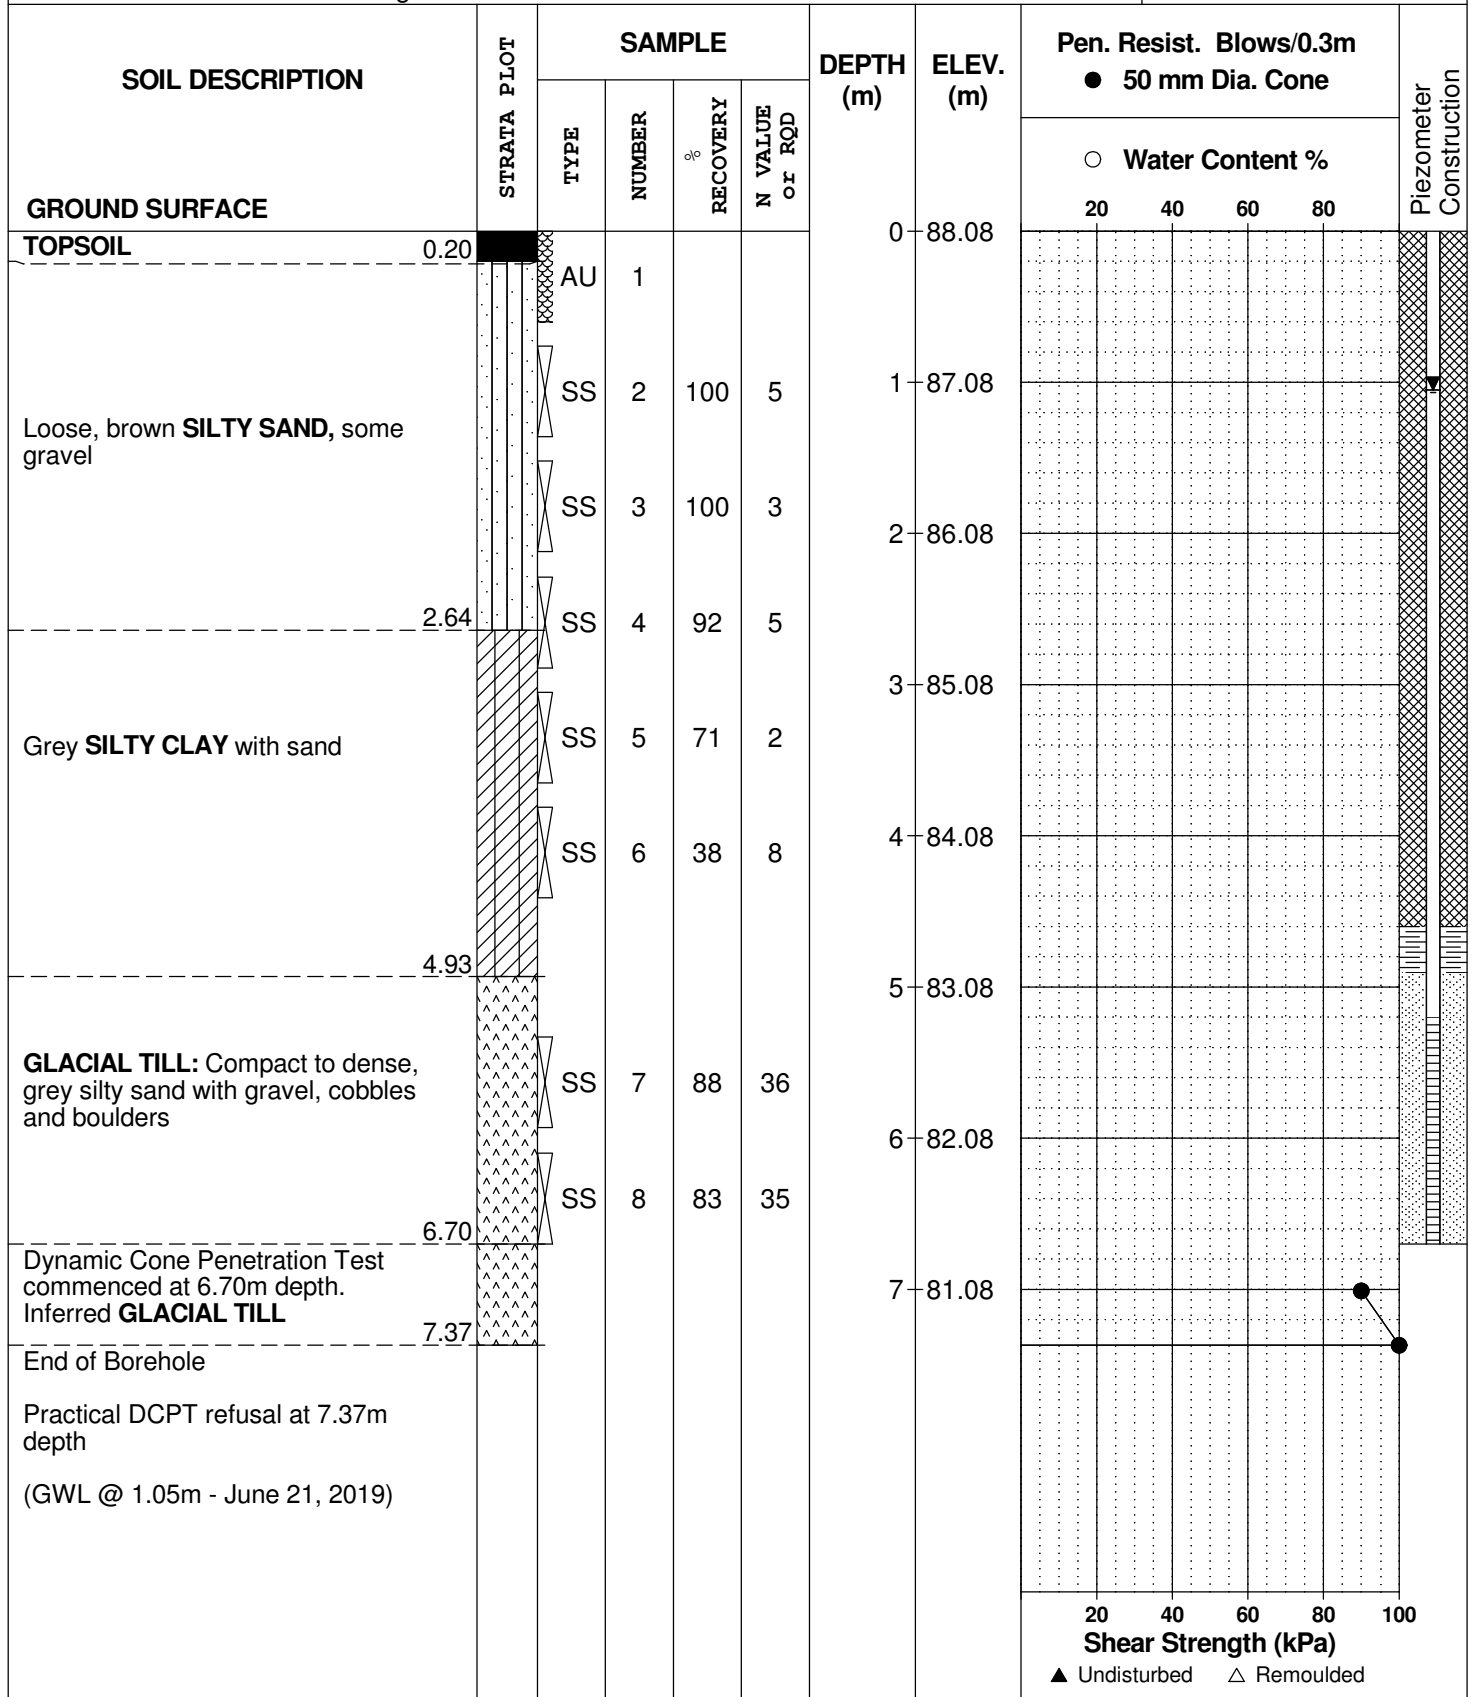 SOIL DESCRIPTION
GROUND SURFACE
STRATA PLOT
SAMPLE
TYPE
NUMBER
% RECOVERY
N VALUE or RQD
DEPTH (m)
ELEV. (m)
Pen. Resist. Blows/0.3m
● 50 mm Dia. Cone
○ Water Content %
20 40 60 80
Piezometer Construction
TOPSOIL 0.20
0 88.08
AU 1
SS 2 100 5
1 87.08
Loose, brown SILTY SAND, some
gravel
SS 3 100 3
2 86.08
2.64
SS 4 92 5
3 85.08
Grey SILTY CLAY with sand
SS 5 71 2
4 84.08
SS 6 38 8
4.93
5 83.08
GLACIAL TILL: Compact to dense,
grey silty sand with gravel, cobbles
and boulders
SS 7 88 36
6 82.08
SS 8 83 35
6.70
Dynamic Cone Penetration Test
commenced at 6.70m depth.
Inferred GLACIAL TILL
7 81.08
7.37
End of Borehole
Practical DCPT refusal at 7.37m
depth
(GWL @ 1.05m - June 21, 2019)
20 40 60 80 100
Shear Strength (kPa)
▲ Undisturbed △ Remoulded